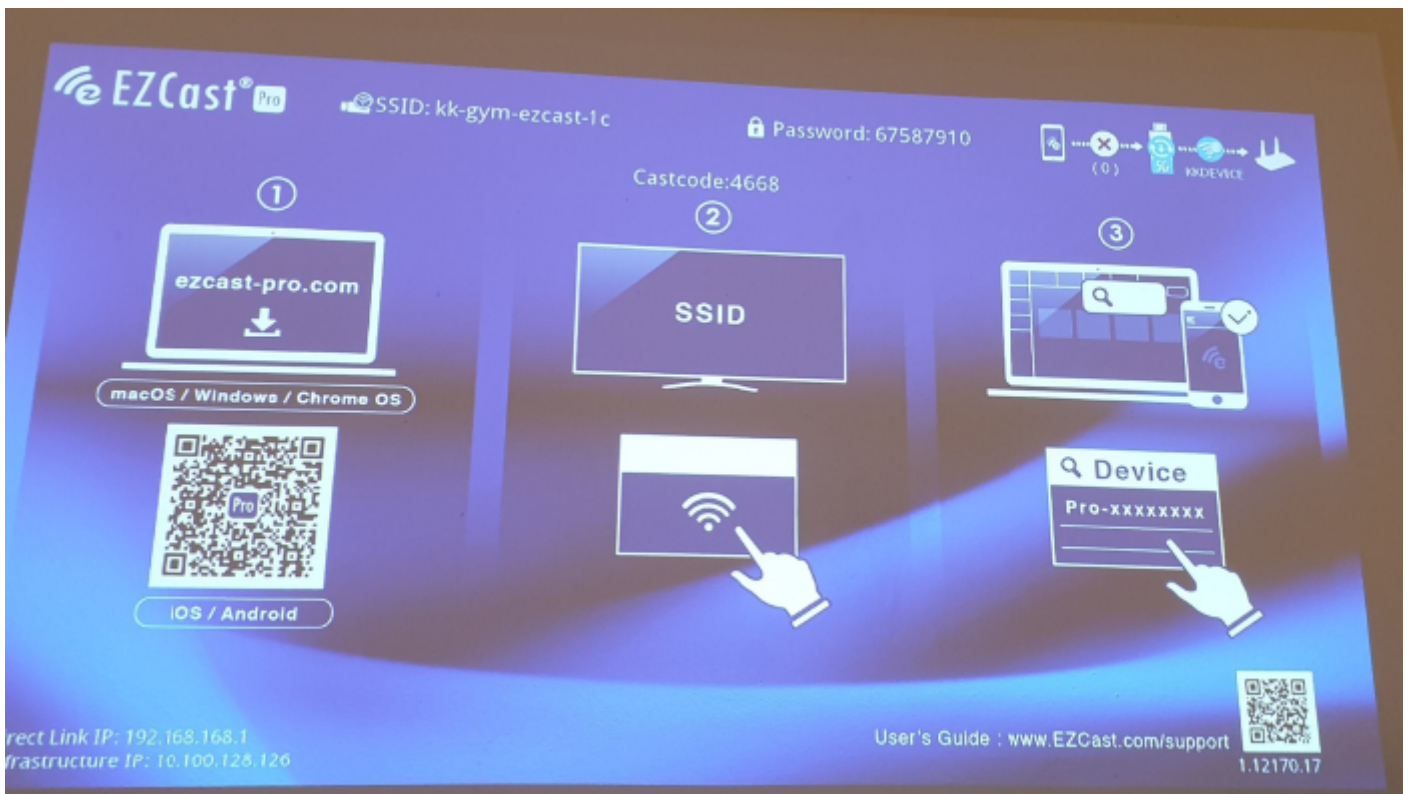 EZCast® Pro
SSID: kk-gym-ezcast-1c
Password: 67587910
(0)
5G
KKDEVICE
Castcode:4668
1
2
3
ezcast-pro.com
SSID
macOS / Windows / Chrome OS
Device
Pro-xxxxxxxx
Pro
iOS / Android
rect Link IP: 192.168.168.1
frastructure IP: 10.100.128.126
User's Guide : www.EZCast.com/support
1.12170.17